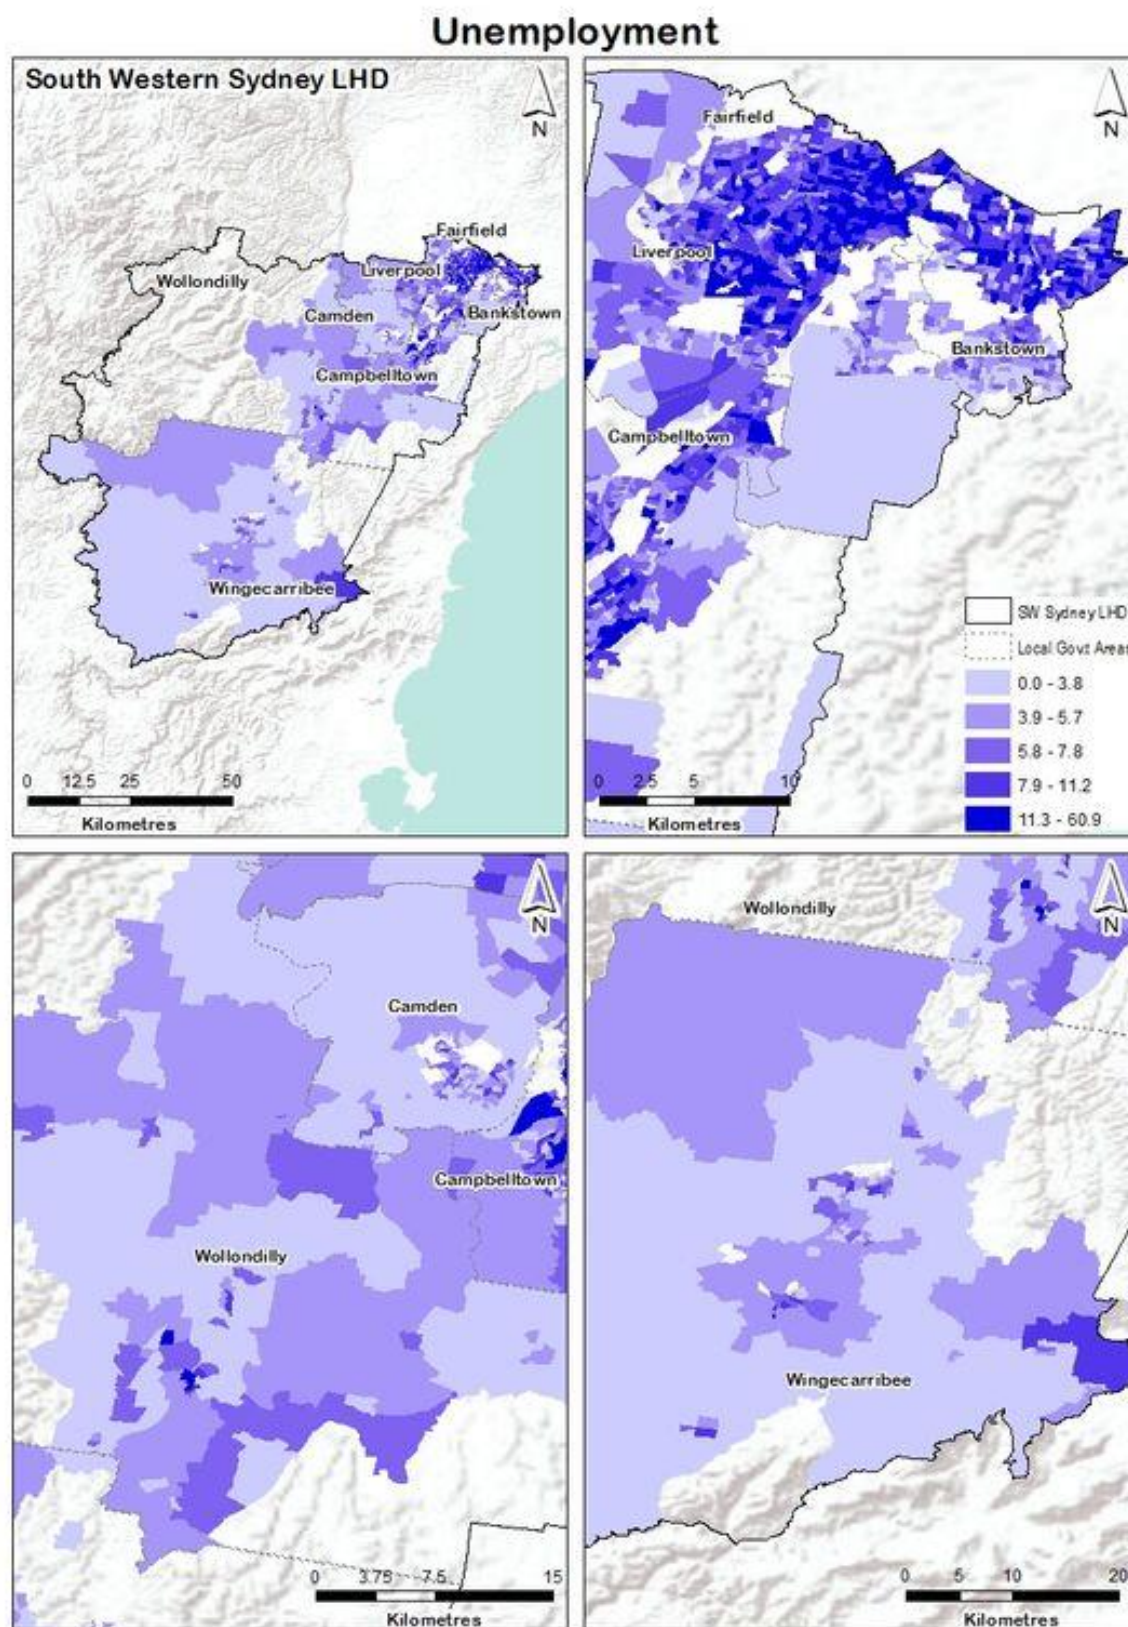 Unemployment
South Western Sydney LHD
N
Fairfield
Wollondilly
Liverpool
Camden
Bankstown
Campbelltown
Wingecarribee
0 12.5 25 50
Kilometres
N
Fairfield
Liverpool
Bankstown
Campbelltown
SW Sydney LHD
Local Govt Areas
0.0 - 3.8
3.9 - 5.7
5.8 - 7.8
7.9 - 11.2
11.3 - 60.9
0 2.5 5 10
Kilometres
N
Camden
Campbelltown
Wollondilly
0 3.75 7.5 15
Kilometres
N
Wollondilly
Wingecarribee
0 5 10 20
Kilometres